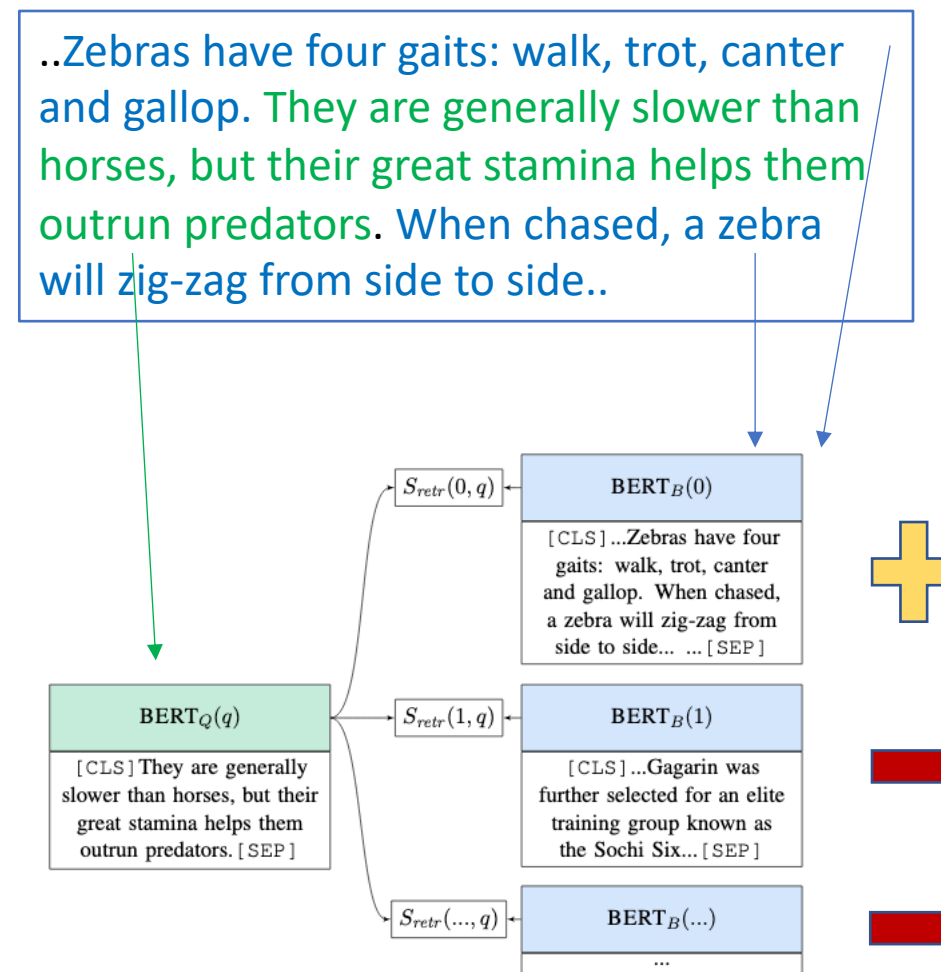 ..Zebras have four gaits: walk, trot, canter
and gallop. They are generally slower than
horses, but their great stamina helps them
outrun predators. When chased, a zebra
will zig-zag from side to side..
S_retr(0, q)
BERT_B(0)
[CLS]...Zebras have four
gaits: walk, trot, canter
and gallop. When chased,
a zebra will zig-zag from
side to side... ...[SEP]
BERT_Q(q)
[CLS]They are generally
slower than horses, but their
great stamina helps them
outrun predators.[SEP]
S_retr(1, q)
BERT_B(1)
[CLS]...Gagarin was
further selected for an elite
training group known as
the Sochi Six...[SEP]
S_retr(..., q)
BERT_B(...)
...